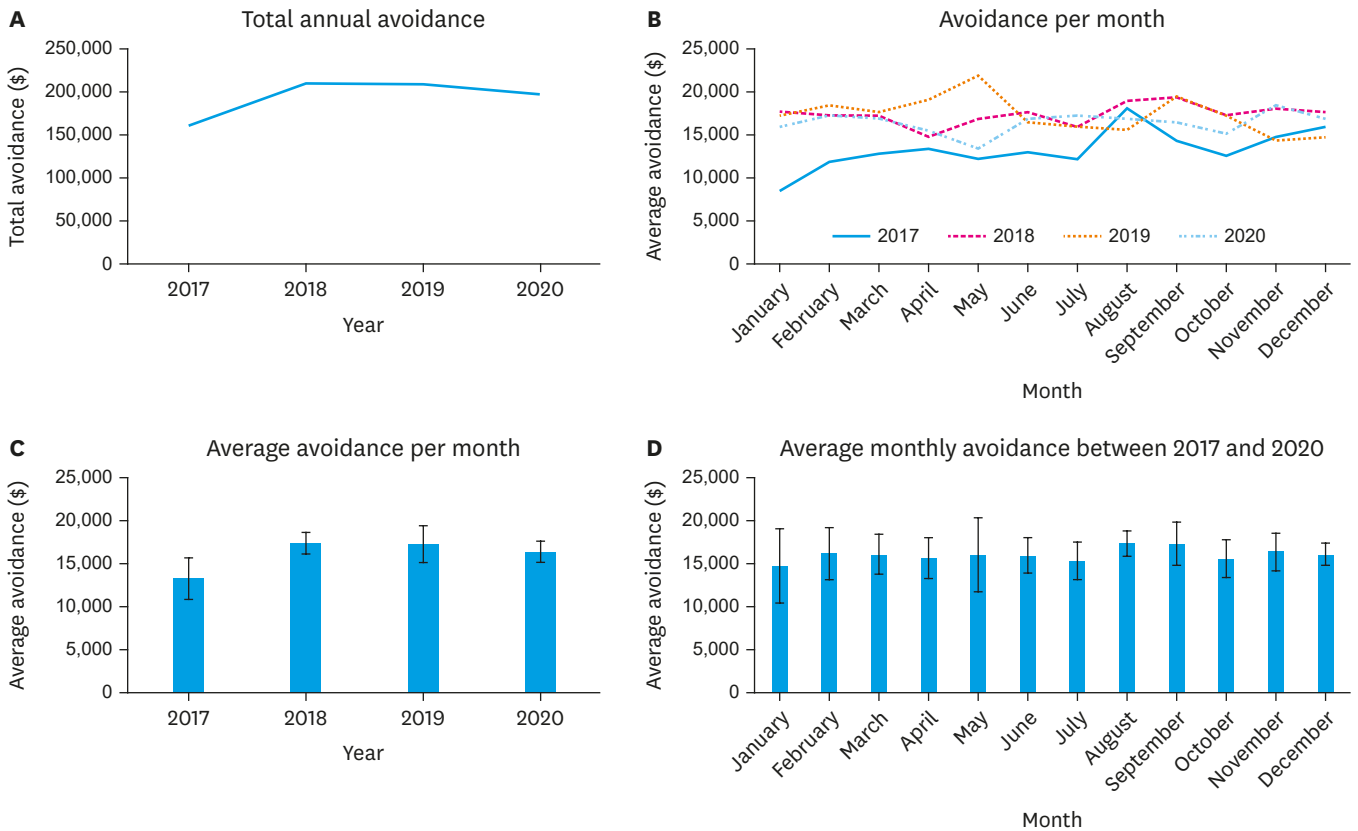 A
Total annual avoidance
Total avoidance ($)
250,000
200,000
150,000
100,000
50,000
0
2017
2018
2019
2020
Year
B
Avoidance per month
Average avoidance ($)
25,000
20,000
15,000
10,000
5,000
0
2017
2018
2019
2020
January
February
March
April
May
June
July
August
September
October
November
December
Month
C
Average avoidance per month
Average avoidance ($)
25,000
20,000
15,000
10,000
5,000
0
2017
2018
2019
2020
Year
D
Average monthly avoidance between 2017 and 2020
Average avoidance ($)
25,000
20,000
15,000
10,000
5,000
0
January
February
March
April
May
June
July
August
September
October
November
December
Month